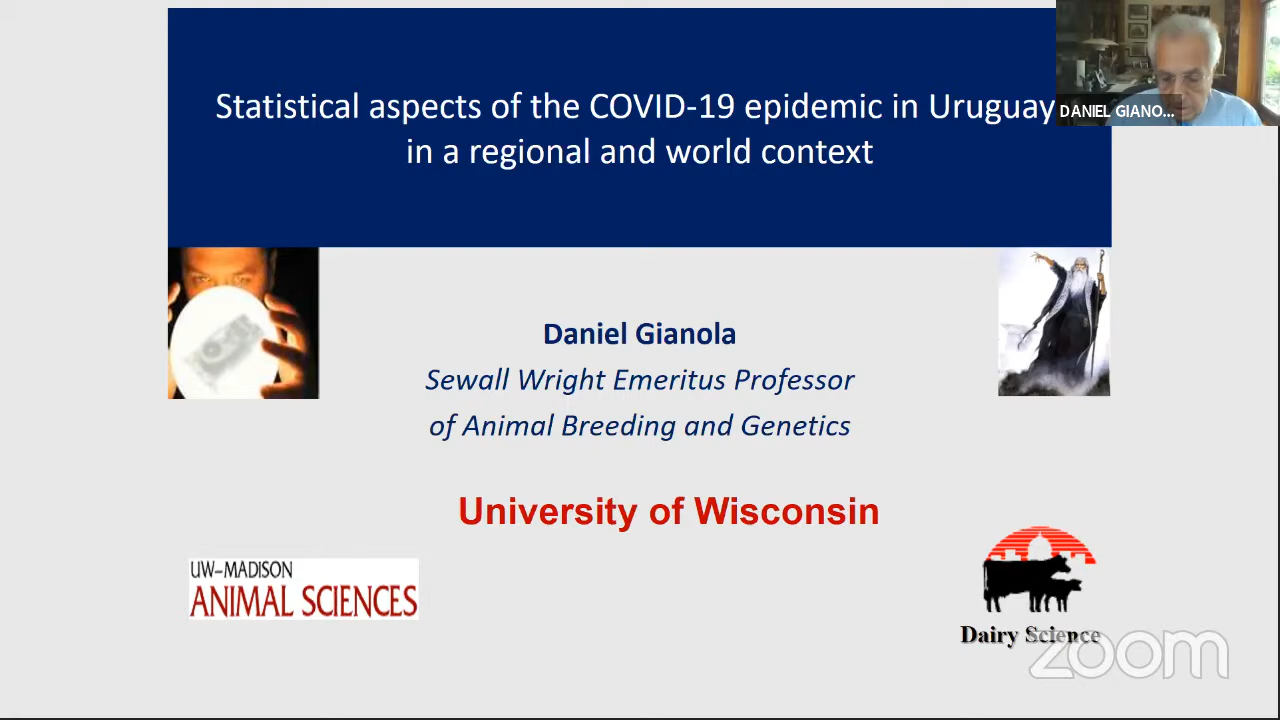 Statistical aspects of the COVID-19 epidemic in Uruguay
in a regional and world context
DANIEL GIANO...
Daniel Gianola
Sewall Wright Emeritus Professor
of Animal Breeding and Genetics
University of Wisconsin
UW-MADISON
ANIMAL SCIENCES
Dairy Science
zoom